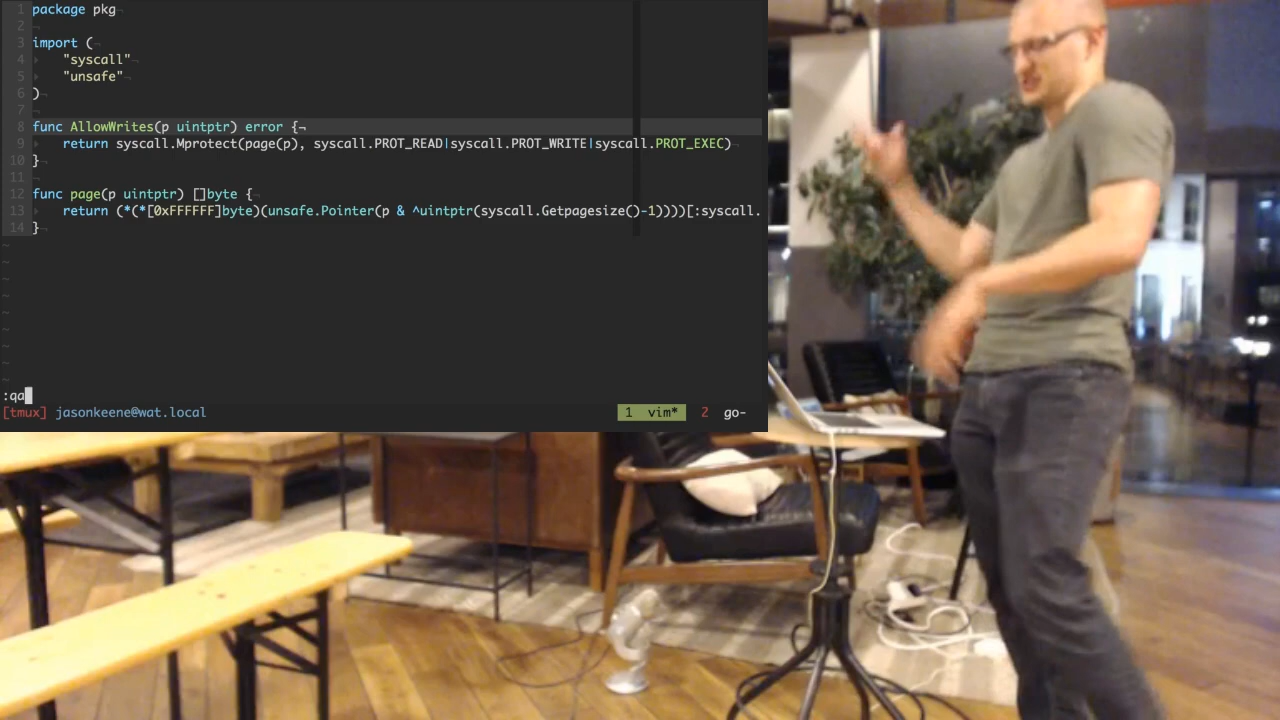 1 package pkg
2
3 import (
4 "syscall"
5 "unsafe"
6 )
7
8 func AllowWrites(p uintptr) error {
9 return syscall.Mprotect(page(p), syscall.PROT_READ|syscall.PROT_WRITE|syscall.PROT_EXEC)
10 }
11
12 func page(p uintptr) []byte {
13 return (*(*[0xFFFFFF]byte)(unsafe.Pointer(p & ^uintptr(syscall.Getpagesize()-1))))[:syscall.
14 }
~
~
~
~
~
~
~
~
~
:qa
[tmux] jasonkeene@wat.local 1 vim* 2 go-